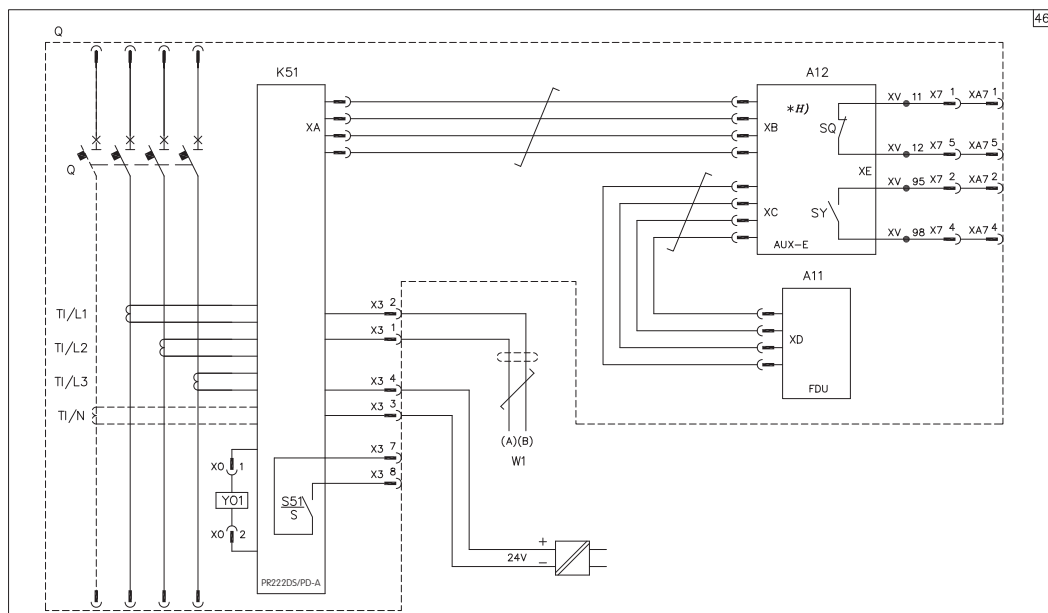 46
Q
K51
A12
XA
*H)
XB
SQ
XE
XC
SY
AUX-E
XV 11 X7 1 XA7 1
XV 12 X7 5 XA7 5
XV 95 X7 2 XA7 2
XV 98 X7 4 XA7 4
Q
A11
XD
FDU
TI/L1
TI/L2
TI/L3
TI/N
X3 2
X3 1
X3 4
X3 3
X3 7
X3 8
(A)(B)
W1
X0 1
Y01
X0 2
S51
S
PR222DS/PD-A
24V
+
−